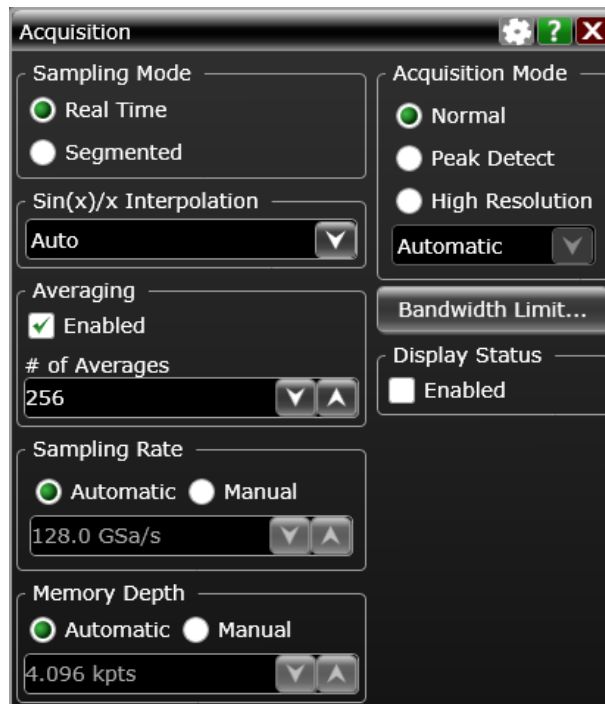 Acquisition
?
X
Sampling Mode
Real Time
Segmented
Sin(x)/x Interpolation
Auto
Averaging
Enabled
# of Averages
256
Sampling Rate
Automatic Manual
128.0 GSa/s
Memory Depth
Automatic Manual
4.096 kpts
Acquisition Mode
Normal
Peak Detect
High Resolution
Automatic
Bandwidth Limit...
Display Status
Enabled